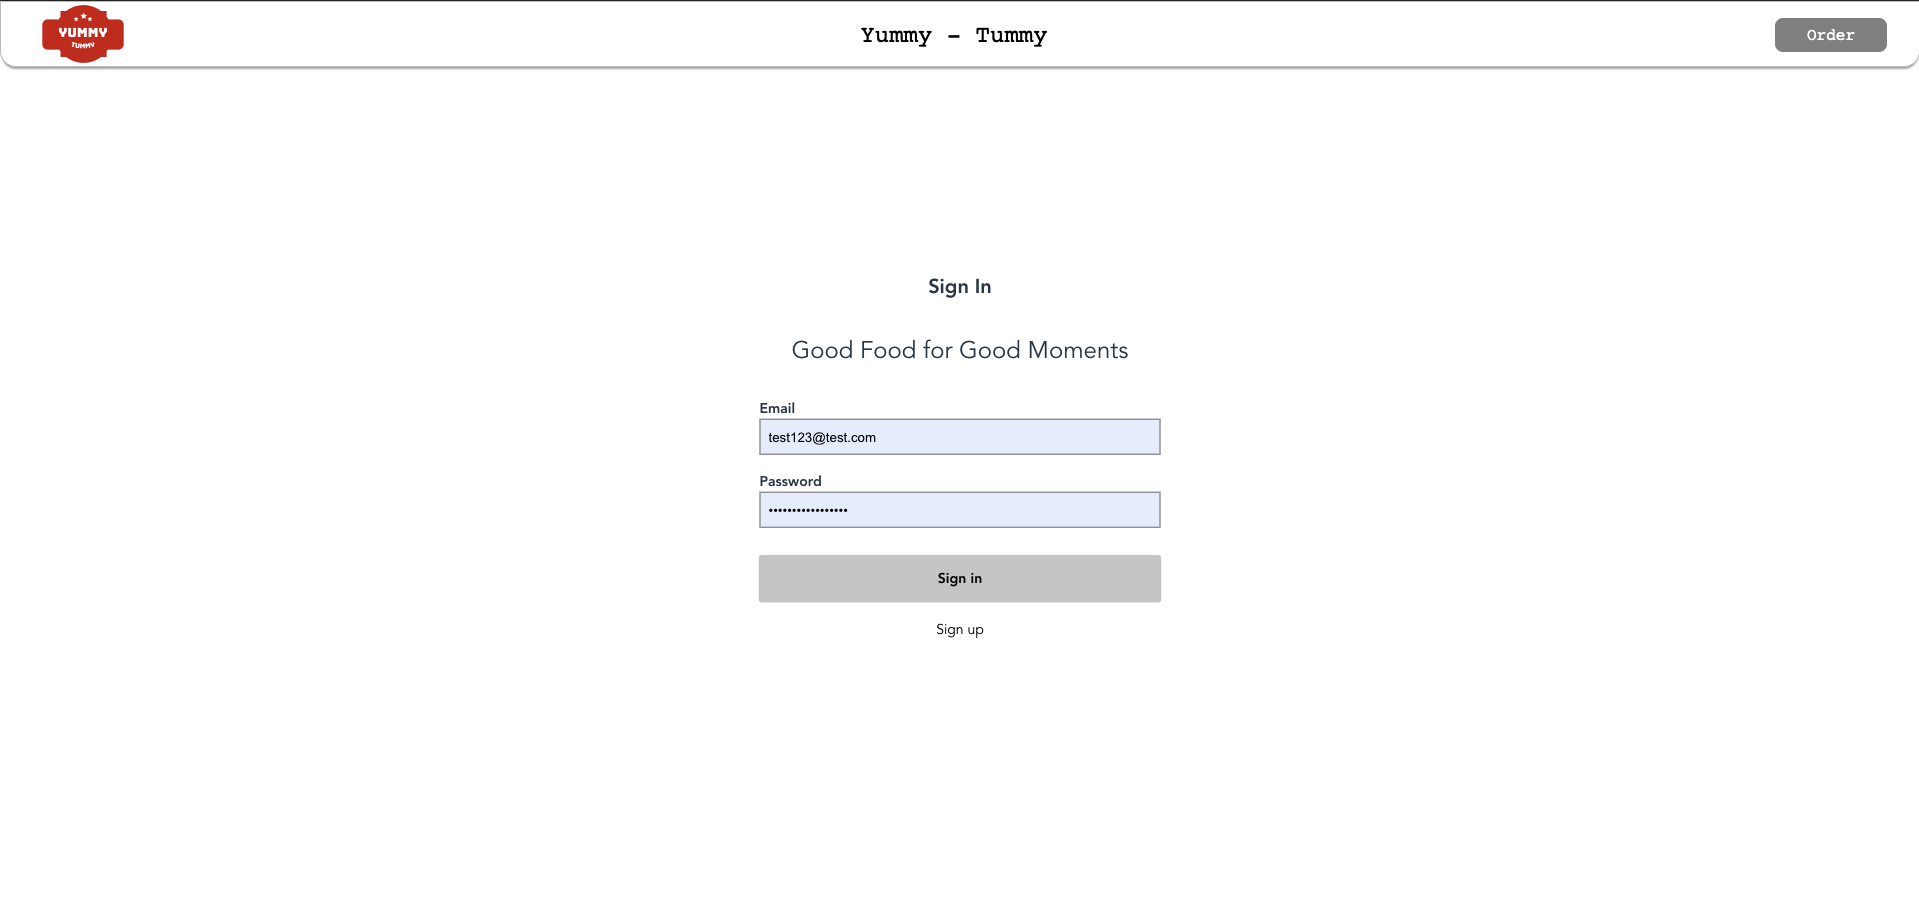 YUMMY
TUMMY
Yummy - Tummy
Order
Sign In
Good Food for Good Moments
Email
test123@test.com
Password
•••••••••••••••••
Sign in
Sign up